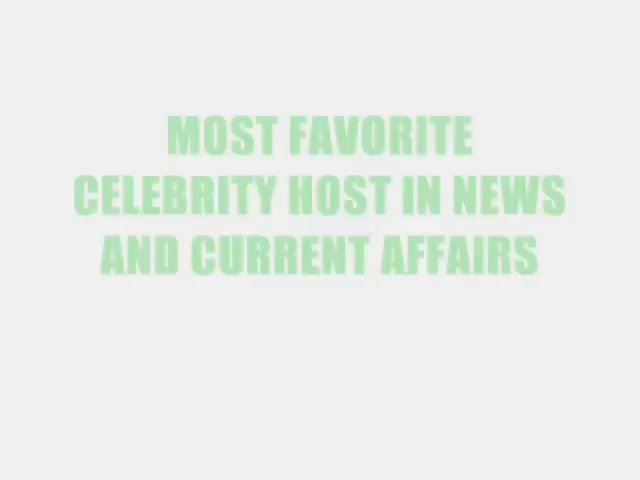 MOST FAVORITE
CELEBRITY HOST IN NEWS
AND CURRENT AFFAIRS